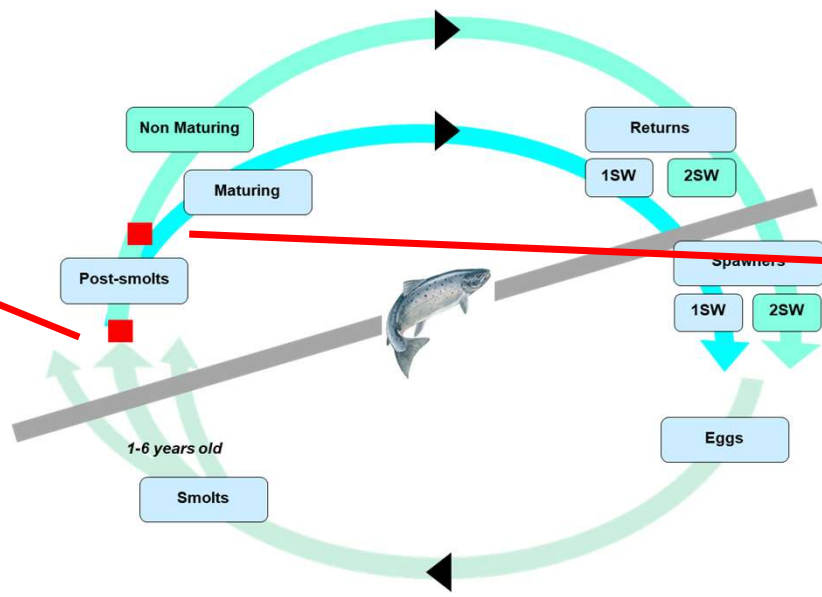 Non Maturing
Returns
Maturing
1SW
2SW
Spawners
Post-smolts
1SW
2SW
Eggs
1-6 years old
Smolts